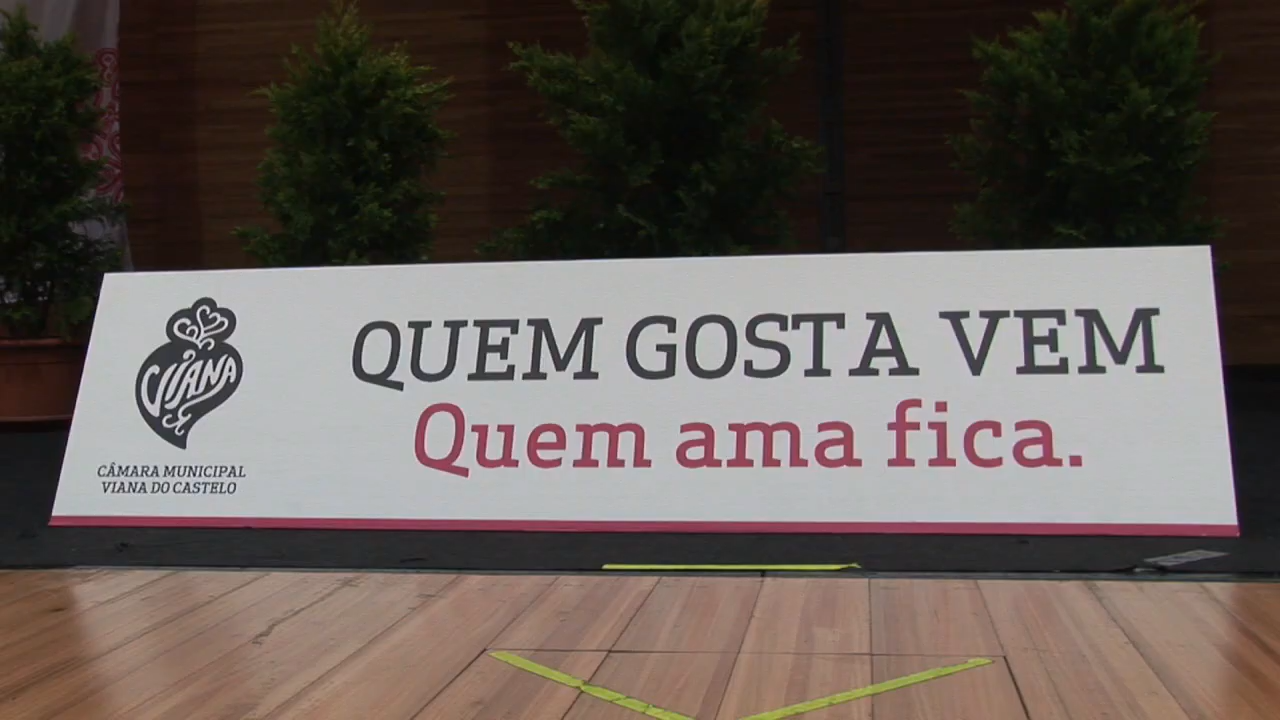 VIANA
CÂMARA MUNICIPAL
VIANA DO CASTELO
QUEM GOSTA VEM
Quem ama fica.